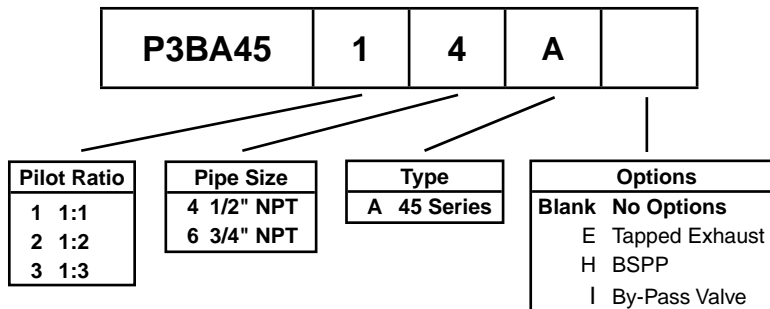 P3BA45 1 4 A
Pilot Ratio
1 1:1
2 1:2
3 1:3
Pipe Size
4 1/2" NPT
6 3/4" NPT
Type
A 45 Series
Options
Blank No Options
E Tapped Exhaust
H BSPP
I By-Pass Valve